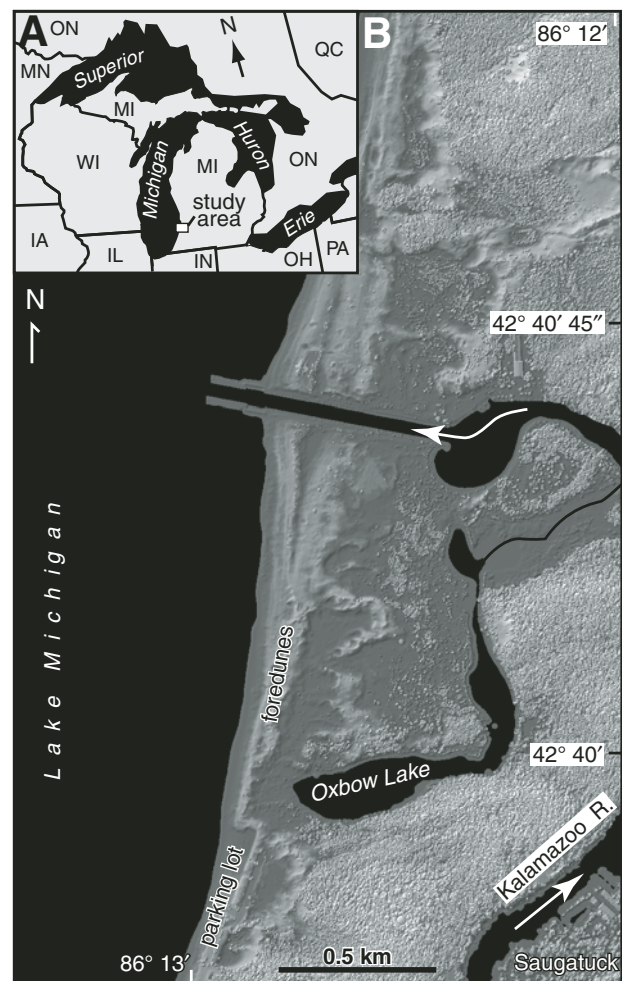 A
ON
N
QC
MN
Superior
MI
Huron
WI
Michigan
MI
ON
study
area
Erie
IA
IL
IN
OH
PA
B
86° 12′
N
42° 40′ 45″
Lake Michigan
foredunes
42° 40′
Oxbow Lake
Kalamazoo R.
parking lot
86° 13′
0.5 km
Saugatuck